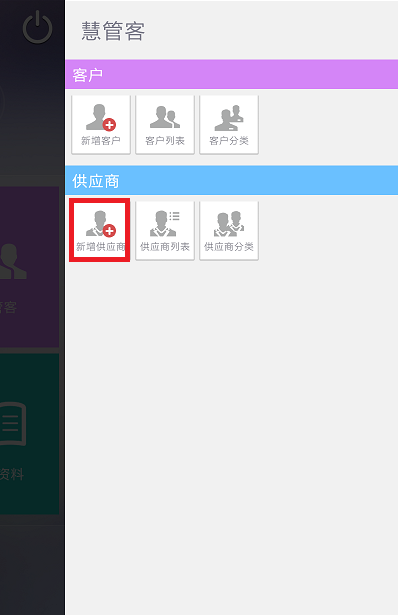 慧管客
客户
新增客户
客户列表
客户分类
供应商
新增供应商
供应商列表
供应商分类
客
资料